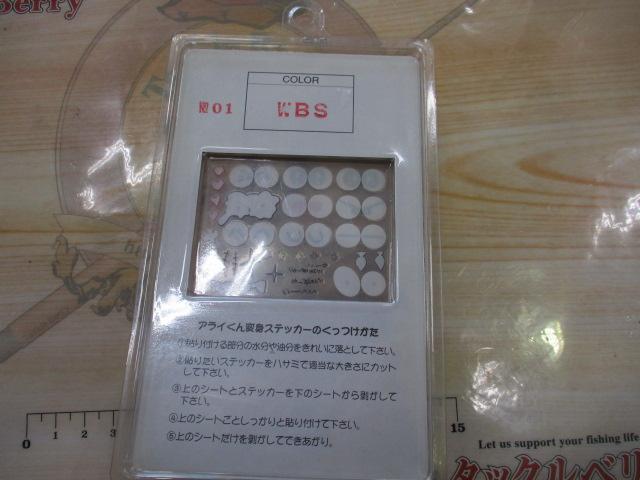 Berry
COLOR
01
KBS
アライくん変身ステッカーのくっつけかた
①貼り付ける部分の水分や油分をきれいに落として下さい。
②貼りたいステッカーをハサミで適当な大きさにカット
して下さい。
③上のシートとステッカーを下のシートから剥がして
下さい。
④上のシートごとしっかりと貼り付けて下さい。
⑤上のシートだけを剥がしてできあがり。
0 1 2 3 15
Let us support your fishing life
タックルベリ